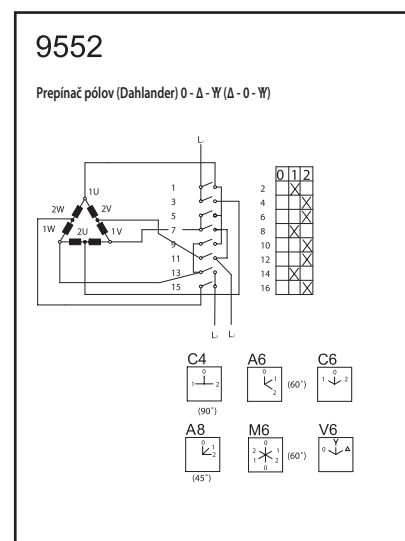 9552
Prepínač pólov (Dahlander) 0 - Δ - YY (Δ - 0 - YY)
L₁
0 1 2
1U
2W 2V
1W 2U 1V
1 2
3 4
5 6
7 8
9 10
11 12
13 14
15 16
L₃ L₂
C4 A6 C6
0 1 2
(90°)
0 1 2
(60°)
0 1 2
A8 M6 V6
0 1 2
(45°)
0 1 2 0 2 1
(60°)
0 Y Δ